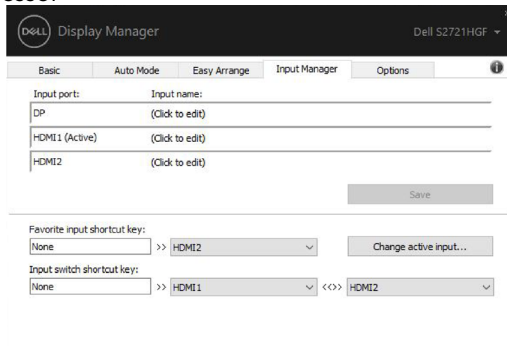 DELL Display Manager Dell S2721HGF
Basic Auto Mode Easy Arrange Input Manager Options
Input port: Input name:
DP (Click to edit)
HDMI1 (Active) (Click to edit)
HDMI2 (Click to edit)
Save
Favorite input shortcut key:
None >> HDMI2 Change active input...
Input switch shortcut key:
None >> HDMI1 <<>> HDMI2